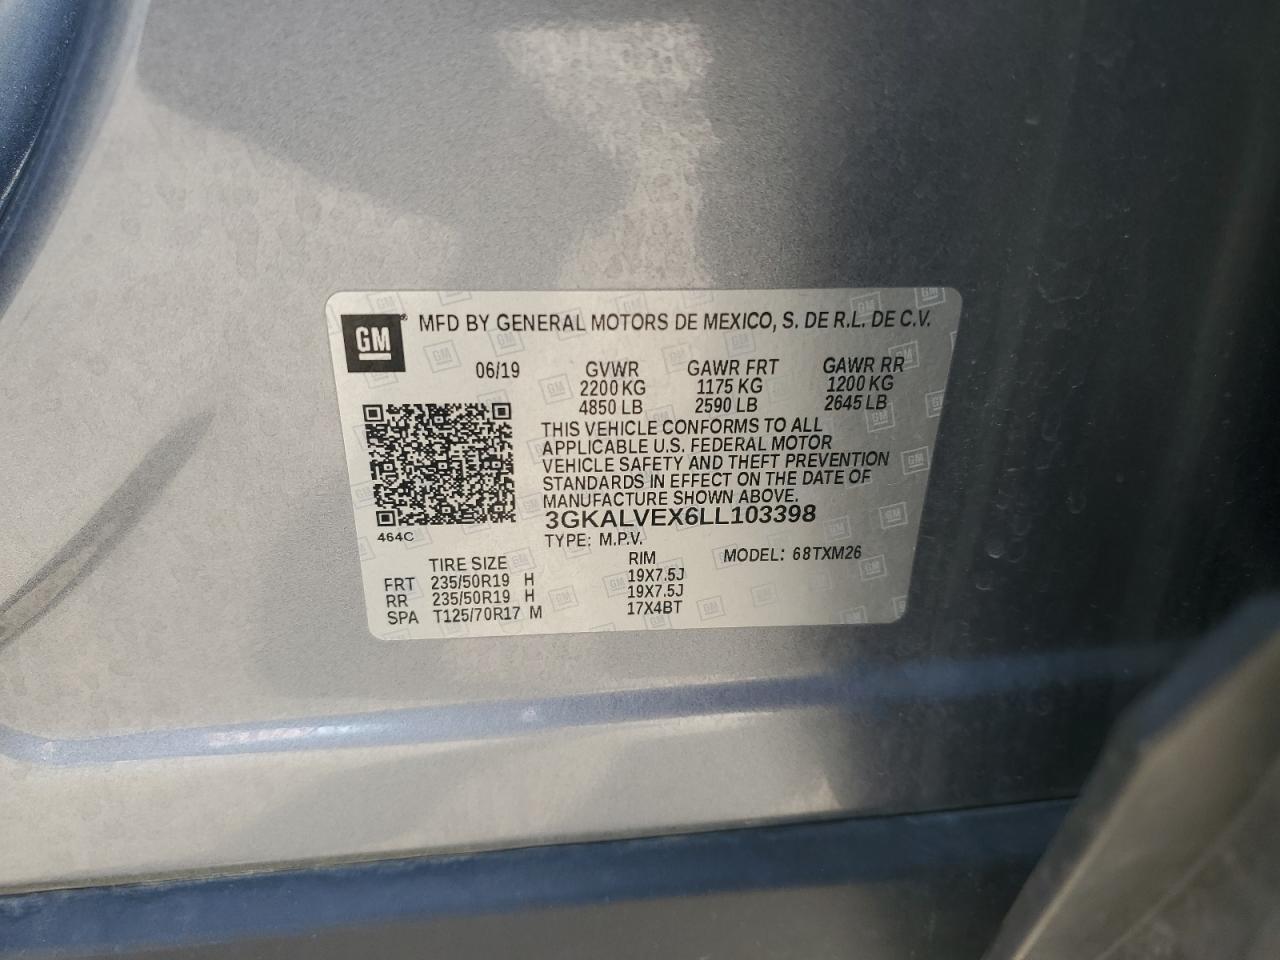 GM® MFD BY GENERAL MOTORS DE MEXICO, S. DE R.L. DE C.V.
06/19 GVWR GAWR FRT GAWR RR
2200 KG 1175 KG 1200 KG
4850 LB 2590 LB 2645 LB
THIS VEHICLE CONFORMS TO ALL
APPLICABLE U.S. FEDERAL MOTOR
VEHICLE SAFETY AND THEFT PREVENTION
STANDARDS IN EFFECT ON THE DATE OF
MANUFACTURE SHOWN ABOVE.
3GKALVEX6LL103398
464C
TYPE: M.P.V.
TIRE SIZE RIM MODEL: 68TXM26
FRT 235/50R19 H 19X7.5J
RR 235/50R19 H 19X7.5J
SPA T125/70R17 M 17X4BT